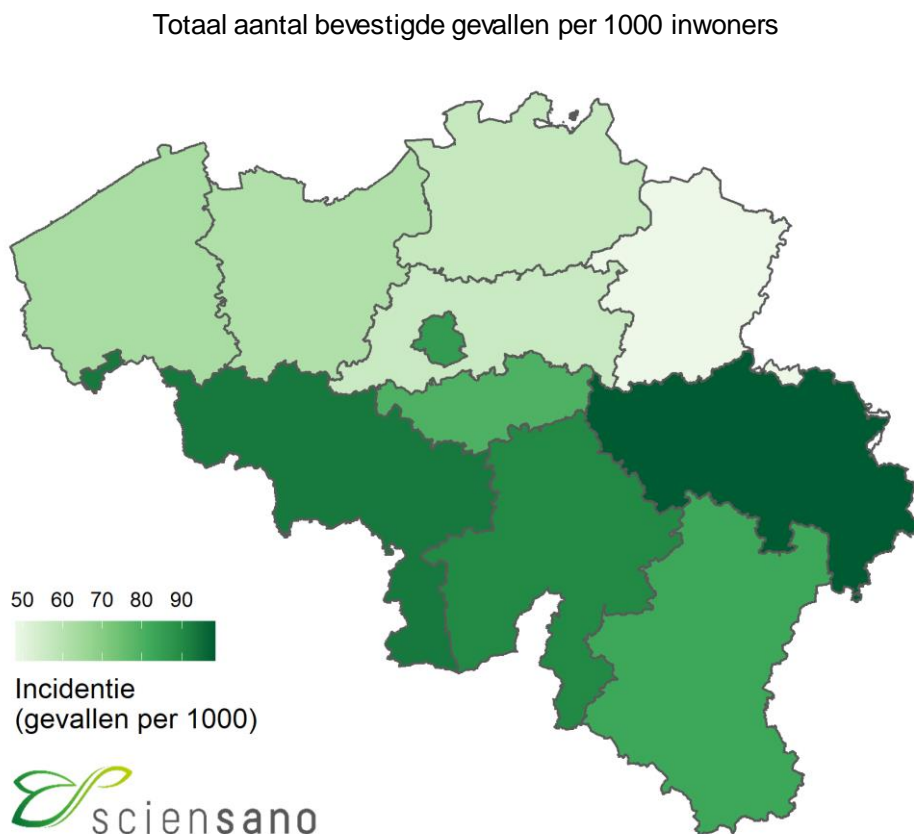 Totaal aantal bevestigde gevallen per 1000 inwoners
50 60 70 80 90
Incidentie
(gevallen per 1000)
sciensano